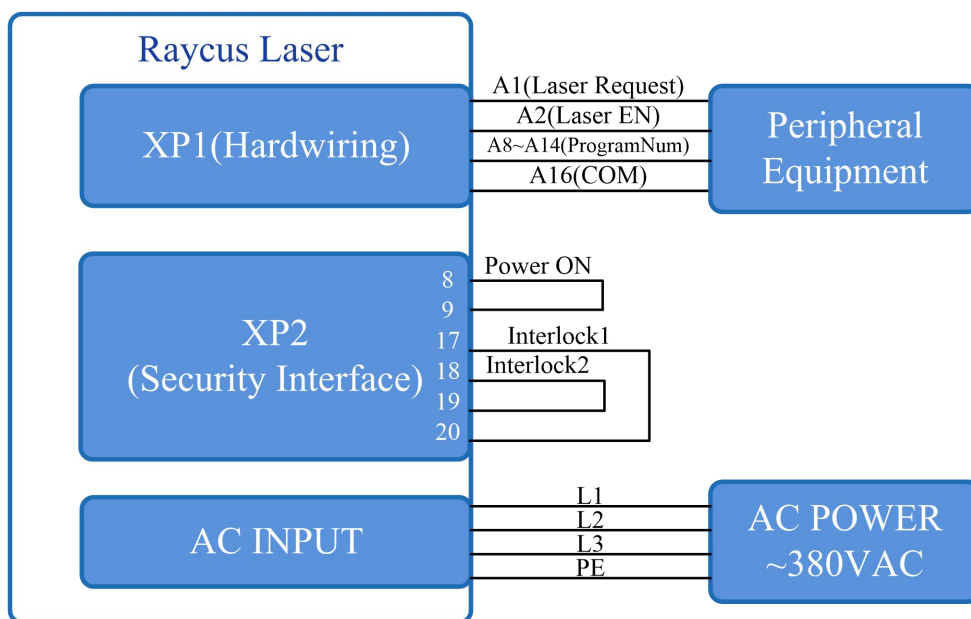 Raycus Laser
XP1(Hardwiring)
A1(Laser Request)
A2(Laser EN)
A8~A14(ProgramNum)
A16(COM)
Peripheral
Equipment
XP2
(Security Interface)
8
9
17
18
19
20
Power ON
Interlock1
Interlock2
AC INPUT
L1
L2
L3
PE
AC POWER
~380VAC